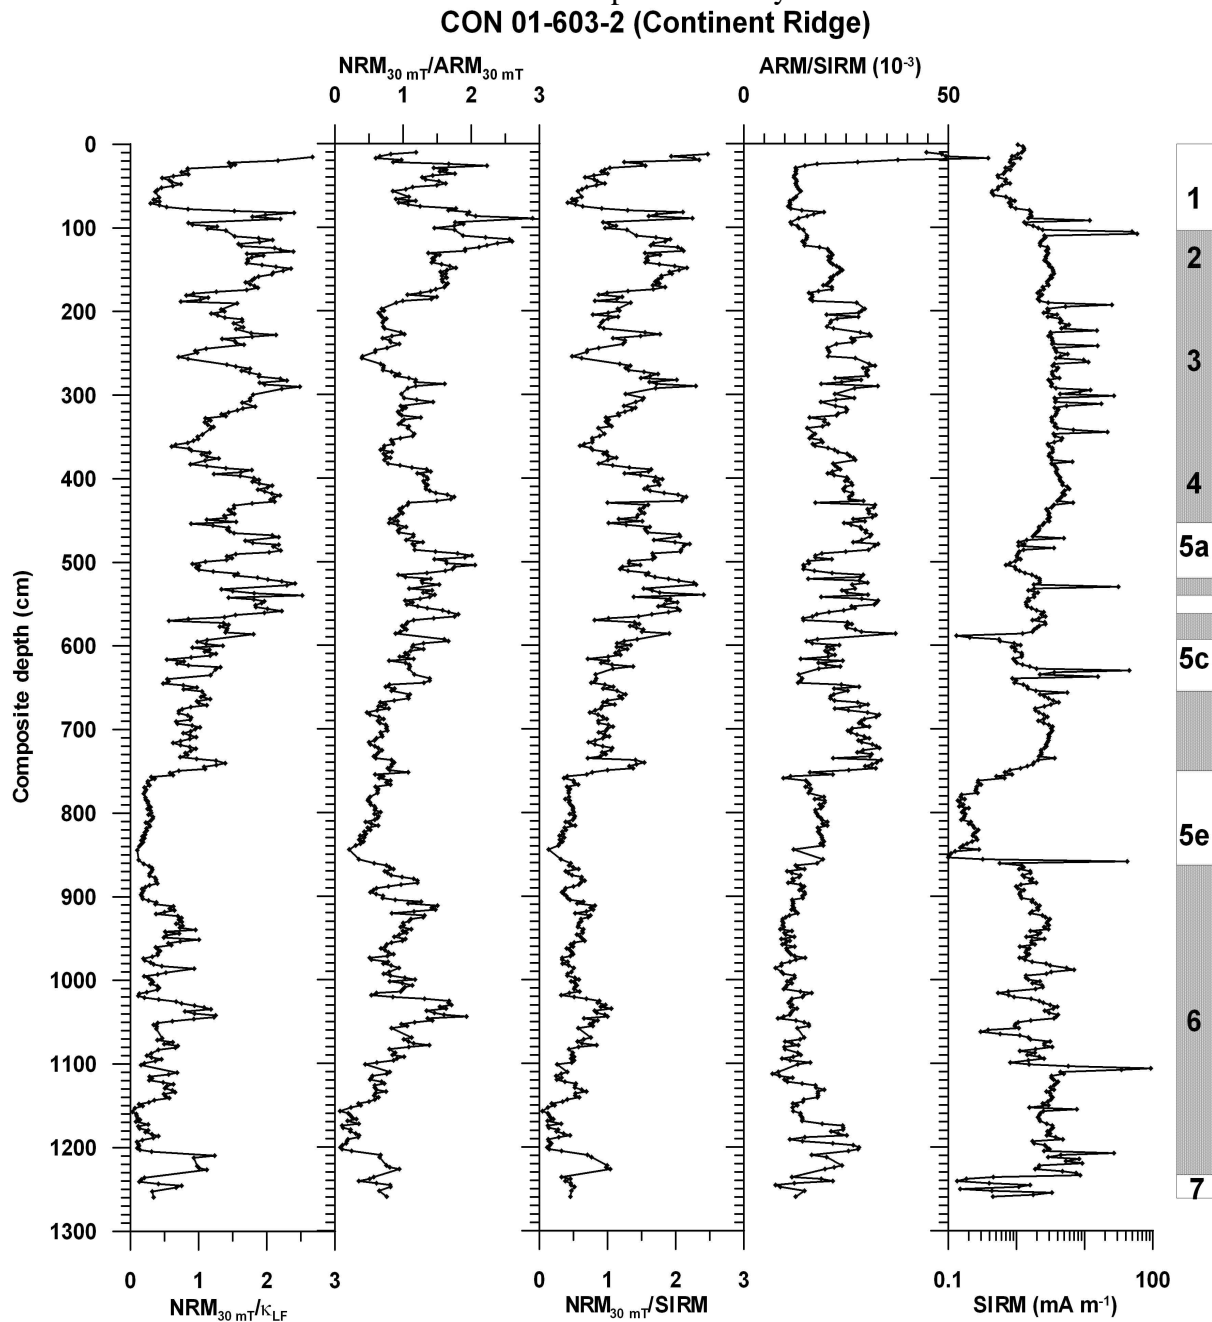 CON 01-603-2 (Continent Ridge)
NRM30 mT/ARM30 mT
ARM/SIRM (10-3)
0 1 2 3 0 50
0
100
200
300
400
500
600
700
800
900
1000
1100
1200
1300
Composite depth (cm)
1
2
3
4
5a
5c
5e
6
7
0 1 2 3 0 1 2 3 0.1 100
NRM30 mT/κLF
NRM30 mT/SIRM
SIRM (mA m-1)